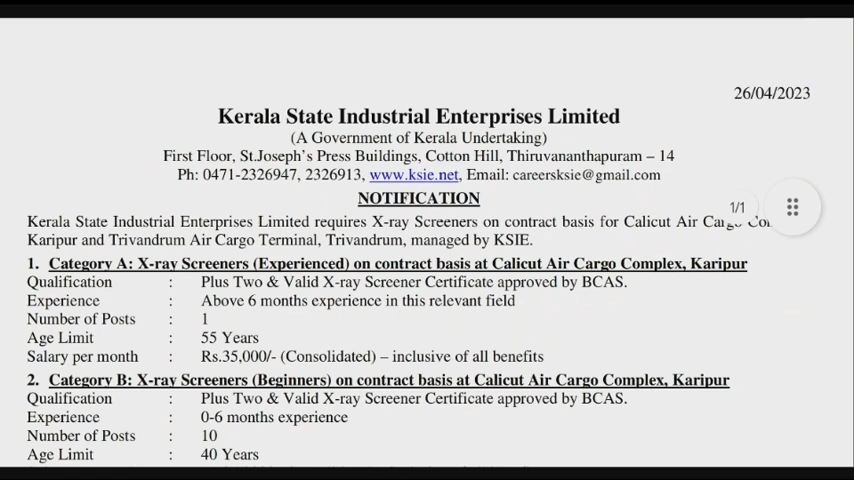 26/04/2023
Kerala State Industrial Enterprises Limited
(A Government of Kerala Undertaking)
First Floor, St.Joseph's Press Buildings, Cotton Hill, Thiruvananthapuram – 14
Ph: 0471-2326947, 2326913, www.ksie.net, Email: careersksie@gmail.com
NOTIFICATION
1/1
Kerala State Industrial Enterprises Limited requires X-ray Screeners on contract basis for Calicut Air Cargo
Karipur and Trivandrum Air Cargo Terminal, Trivandrum, managed by KSIE.
1. Category A: X-ray Screeners (Experienced) on contract basis at Calicut Air Cargo Complex, Karipur
Qualification : Plus Two & Valid X-ray Screener Certificate approved by BCAS.
Experience : Above 6 months experience in this relevant field
Number of Posts : 1
Age Limit : 55 Years
Salary per month : Rs.35,000/- (Consolidated) – inclusive of all benefits
2. Category B: X-ray Screeners (Beginners) on contract basis at Calicut Air Cargo Complex, Karipur
Qualification : Plus Two & Valid X-ray Screener Certificate approved by BCAS.
Experience : 0-6 months experience
Number of Posts : 10
Age Limit : 40 Years